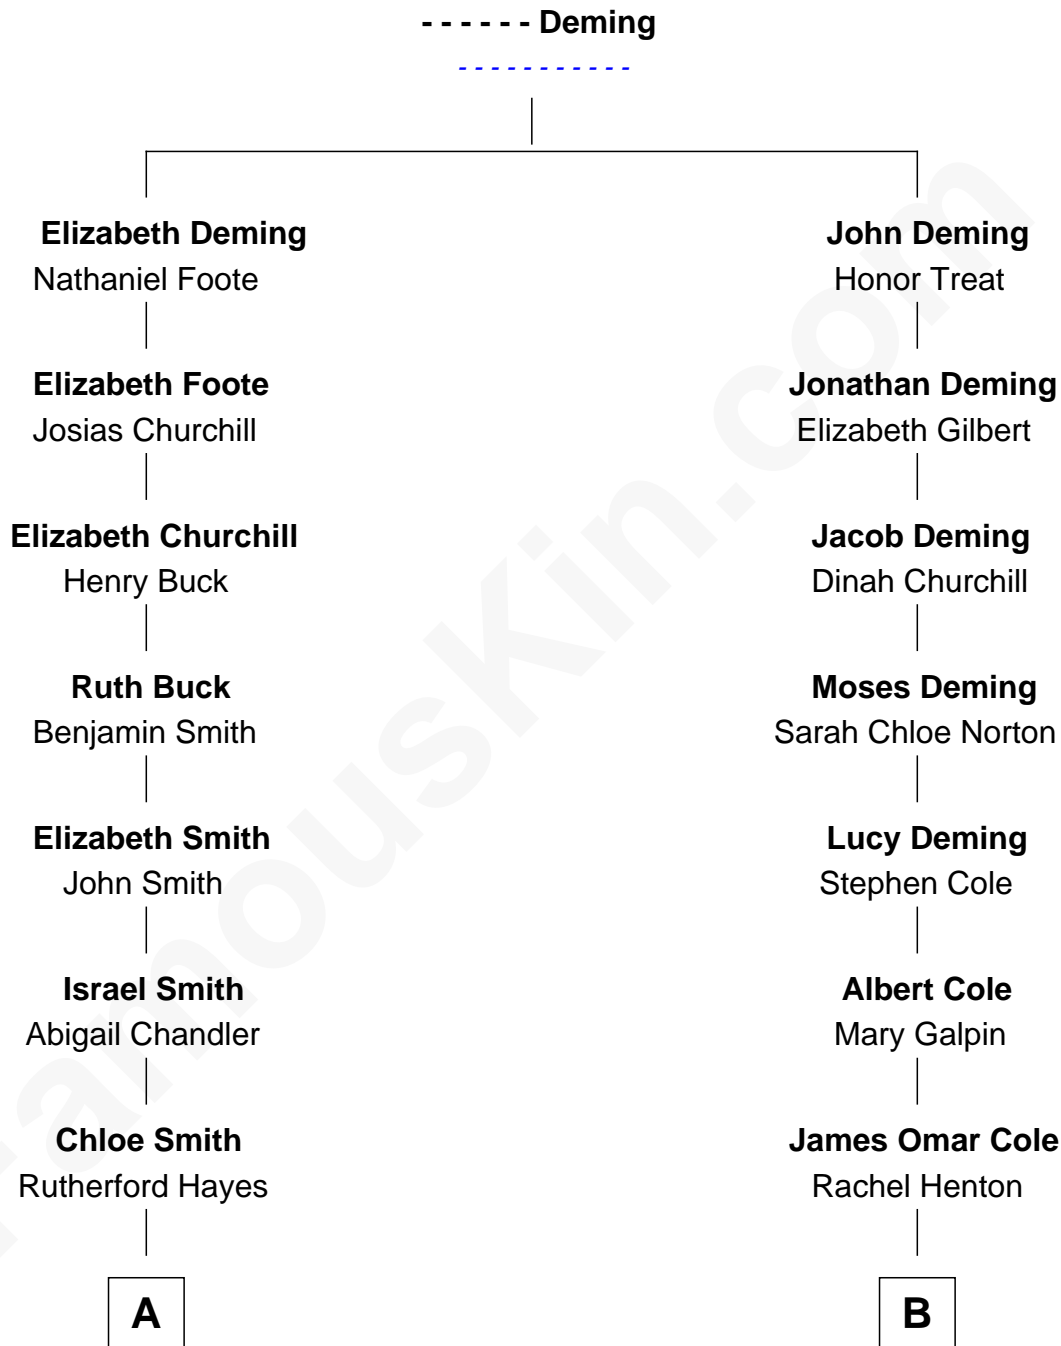 - - - - - - Deming
- - - - - - - - - - -
Elizabeth Deming
Nathaniel Foote
John Deming
Honor Treat
Elizabeth Foote
Josias Churchill
Jonathan Deming
Elizabeth Gilbert
Elizabeth Churchill
Henry Buck
Jacob Deming
Dinah Churchill
Ruth Buck
Benjamin Smith
Moses Deming
Sarah Chloe Norton
Elizabeth Smith
John Smith
Lucy Deming
Stephen Cole
Israel Smith
Abigail Chandler
Albert Cole
Mary Galpin
Chloe Smith
Rutherford Hayes
James Omar Cole
Rachel Henton
A
B
FamousKin.com